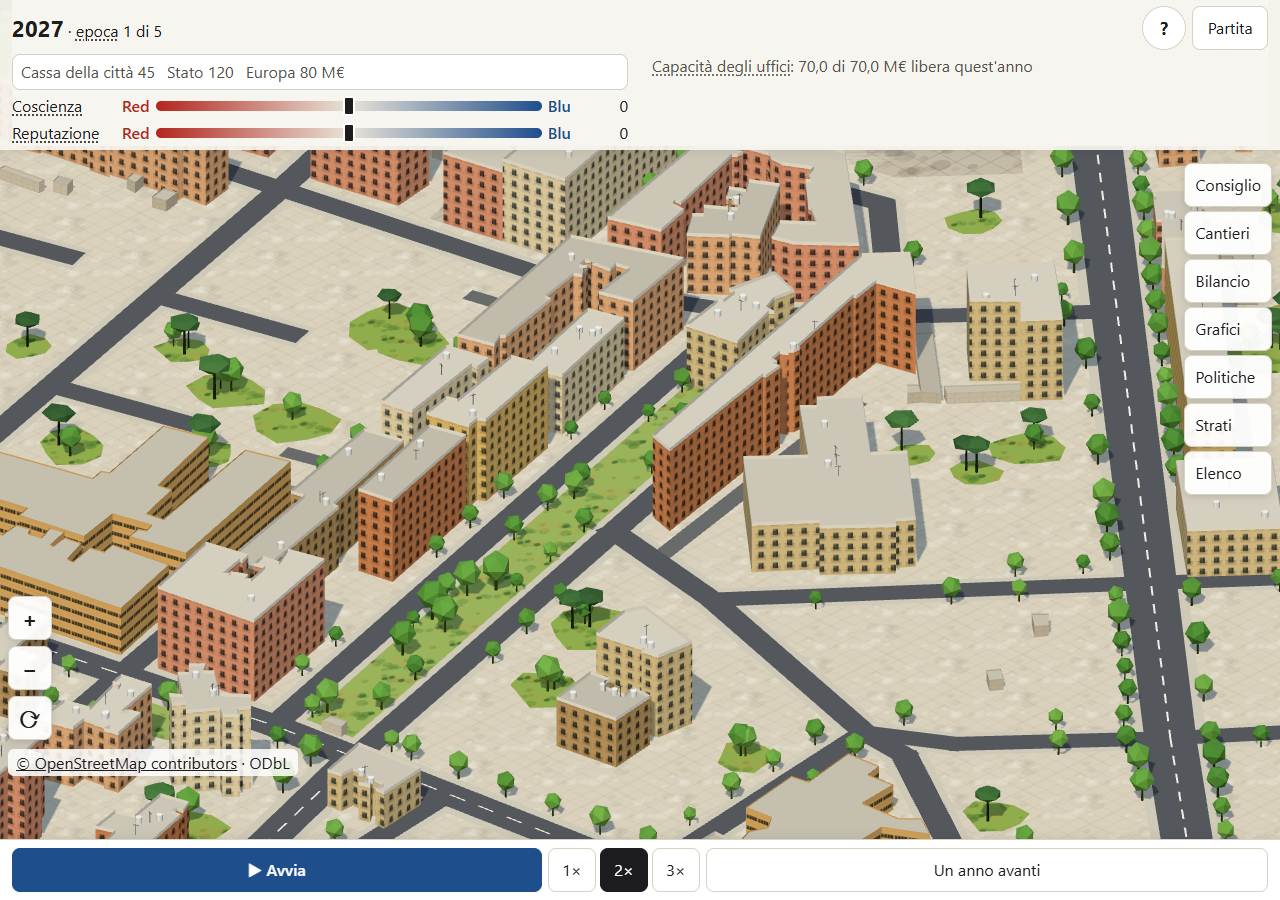 2027 · epoca 1 di 5
?
Partita
Cassa della città 45 Stato 120 Europa 80 M€
Capacità degli uffici: 70,0 di 70,0 M€ libera quest'anno
Coscienza Red Blu 0
Reputazione Red Blu 0
Consiglio
Cantieri
Bilancio
Grafici
Politiche
Strati
Elenco
+
−
© OpenStreetMap contributors · ODbL
▶ Avvia
1×
2×
3×
Un anno avanti